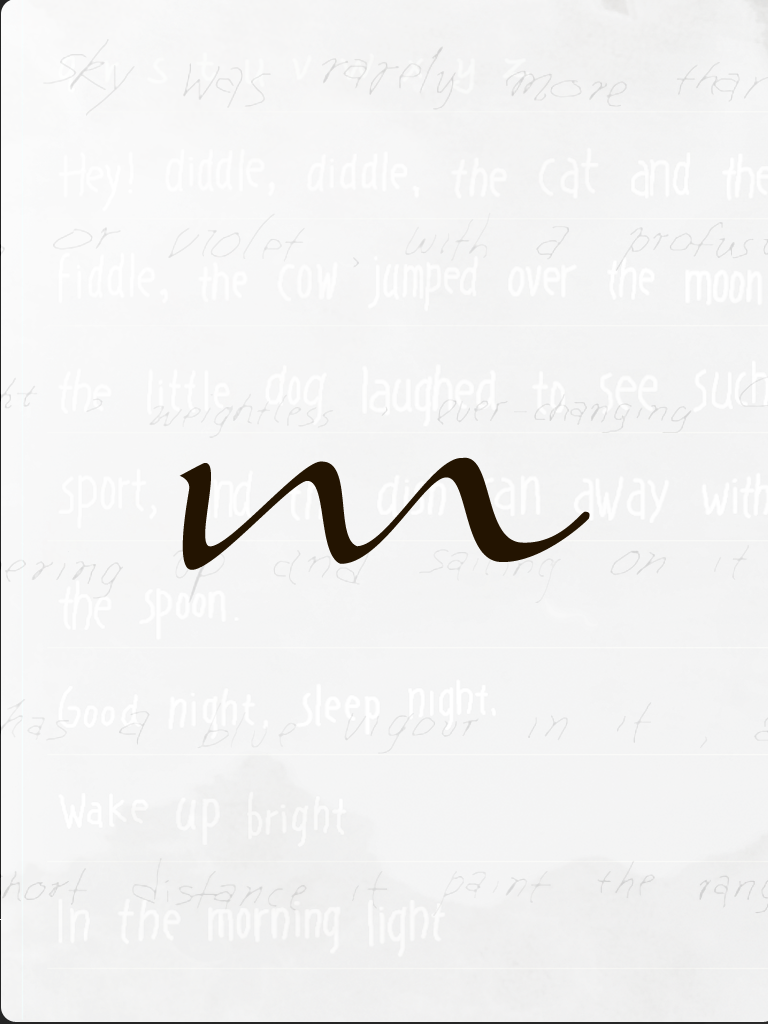 sky was rarely more than
r s t u v y z
Hey! diddle, diddle, the cat and the
or violet, with a profus
fiddle, the cow jumped over the moon
the little dog laughed to see such
ht, a weightless, ever-changing
sport, and the dish ran away with
m
ering up and sailing on it
the spoon.
Good night, sleep night.
has a blue vigour in it, a
Wake up bright
short distance it paint the rang
In the morning light